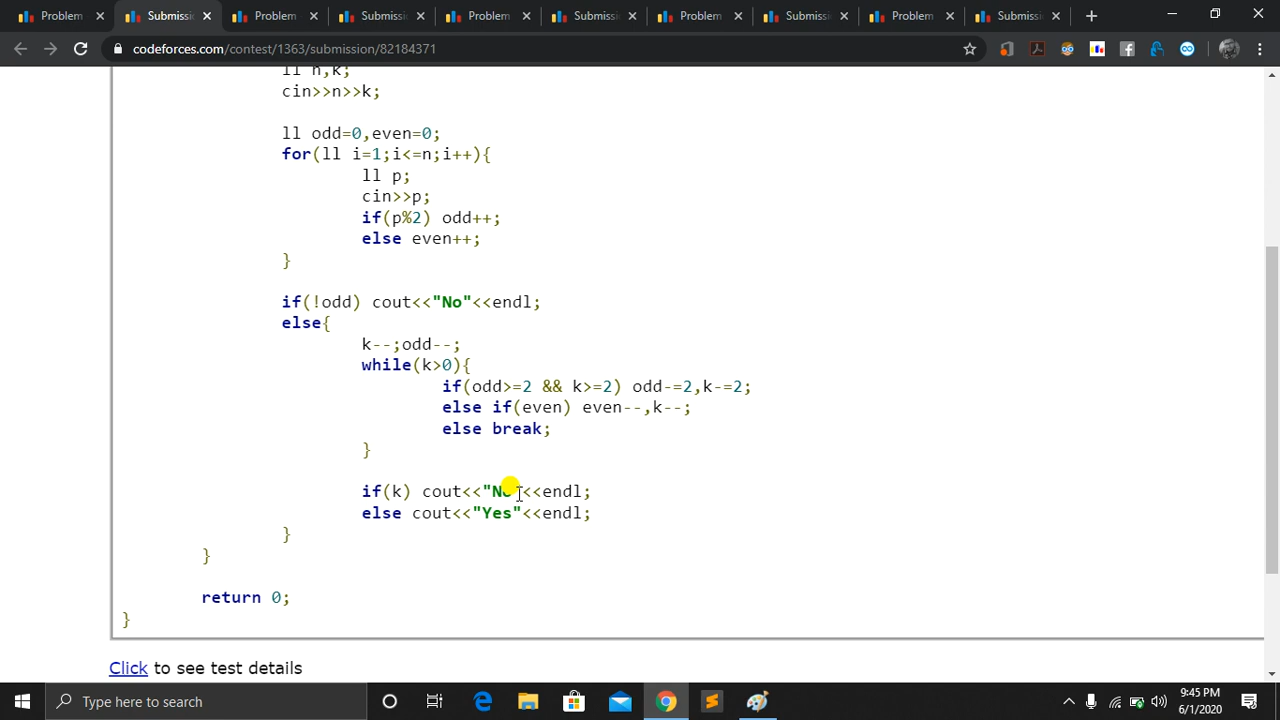 Problem
Submissi
Problem
Submissi
Problem
Submissi
Problem
Submissi
Problem
Submissi
codeforces.com/contest/1363/submission/82184371
ll n,k;
cin>>n>>k;
ll odd=0,even=0;
for(ll i=1;i<=n;i++){
ll p;
cin>>p;
if(p%2) odd++;
else even++;
}
if(!odd) cout<<"No"<<endl;
else{
k--;odd--;
while(k>0){
if(odd>=2 && k>=2) odd-=2,k-=2;
else if(even) even--,k--;
else break;
}
if(k) cout<<"No"<<endl;
else cout<<"Yes"<<endl;
}
}
return 0;
}
Click to see test details
Type here to search
9:45 PM
6/1/2020